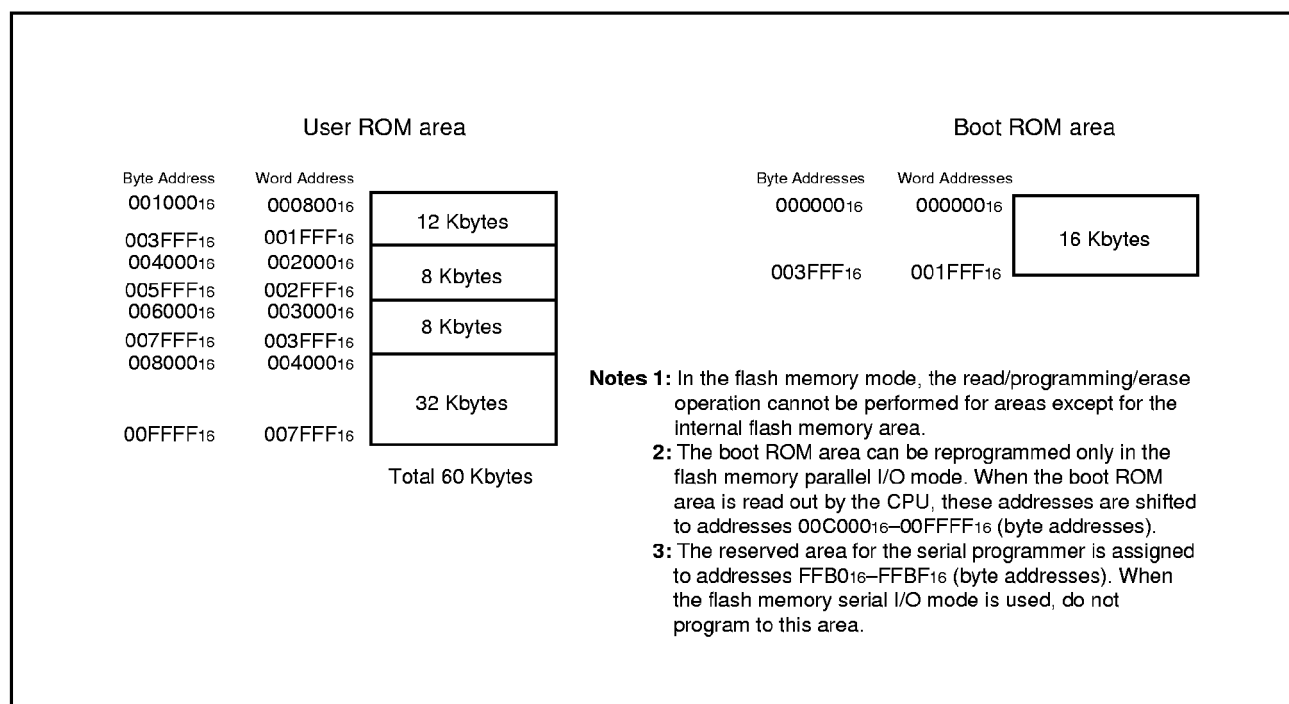 User ROM area
Byte Address Word Address
001000₁₆ 000800₁₆
12 Kbytes
003FFF₁₆ 001FFF₁₆
004000₁₆ 002000₁₆
8 Kbytes
005FFF₁₆ 002FFF₁₆
006000₁₆ 003000₁₆
8 Kbytes
007FFF₁₆ 003FFF₁₆
008000₁₆ 004000₁₆
32 Kbytes
00FFFF₁₆ 007FFF₁₆
Total 60 Kbytes
Boot ROM area
Byte Addresses Word Addresses
000000₁₆ 000000₁₆
16 Kbytes
003FFF₁₆ 001FFF₁₆
Notes 1: In the flash memory mode, the read/programming/erase
operation cannot be performed for areas except for the
internal flash memory area.
2: The boot ROM area can be reprogrammed only in the
flash memory parallel I/O mode. When the boot ROM
area is read out by the CPU, these addresses are shifted
to addresses 00C000₁₆–00FFFF₁₆ (byte addresses).
3: The reserved area for the serial programmer is assigned
to addresses FFB0₁₆–FFBF₁₆ (byte addresses). When
the flash memory serial I/O mode is used, do not
program to this area.